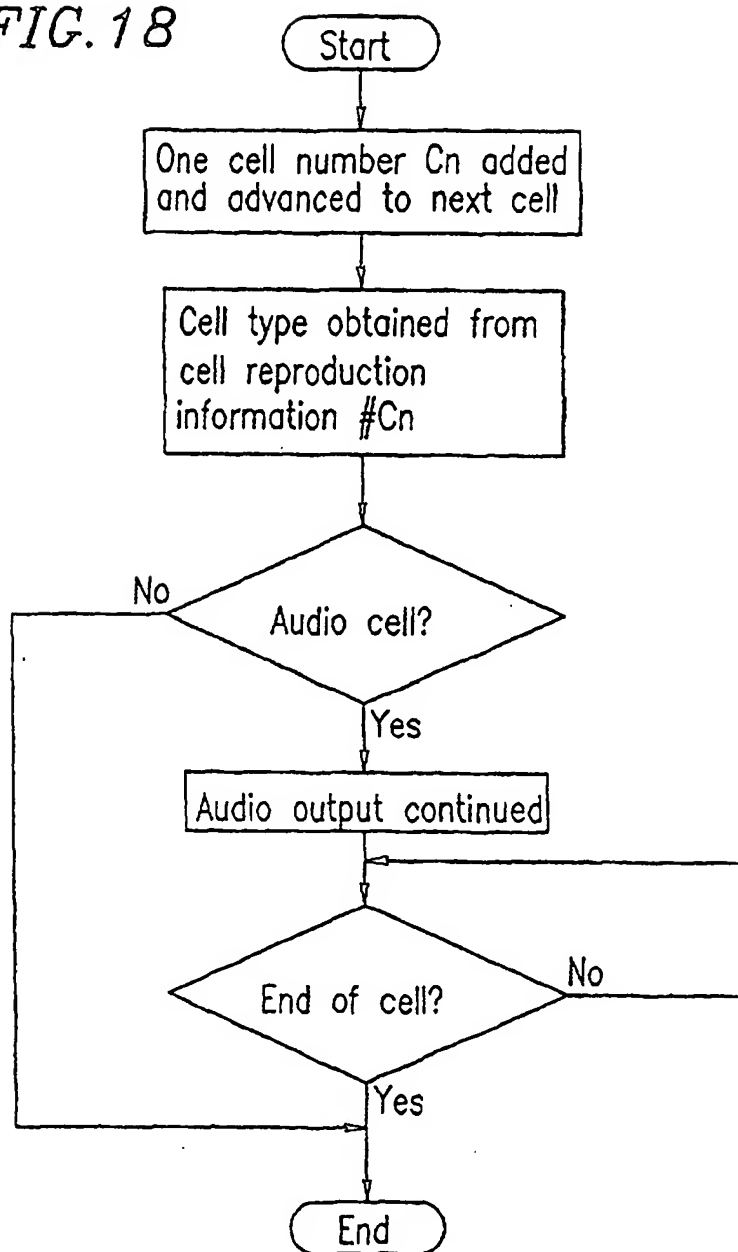 FIG.18
Start
One cell number Cn added
and advanced to next cell
Cell type obtained from
cell reproduction
information #Cn
No
Audio cell?
Yes
Audio output continued
End of cell?
No
Yes
End